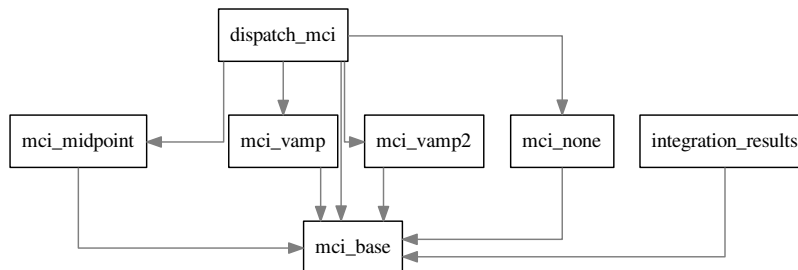 dispatch_mci
mci_midpoint
mci_vamp
mci_vamp2
mci_none
integration_results
mci_base